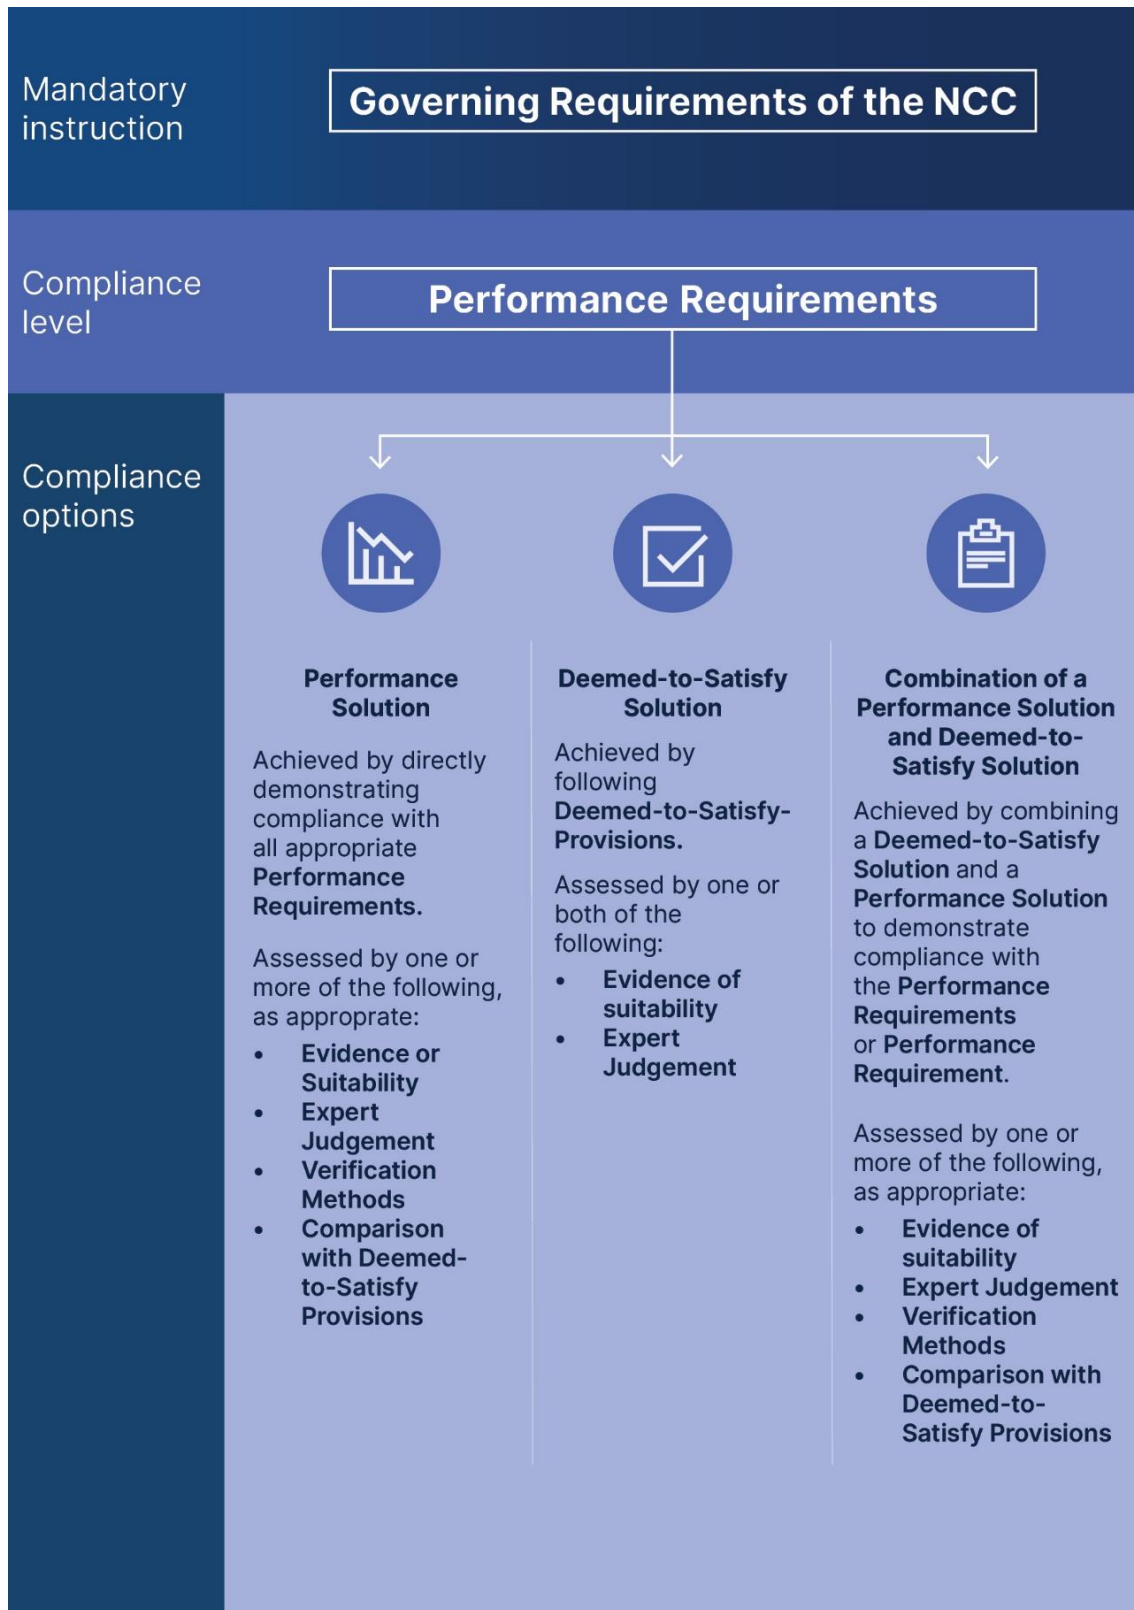 Mandatory
instruction
Governing Requirements of the NCC
Compliance
level
Performance Requirements
Compliance
options
Performance
Solution
Achieved by directly
demonstrating
compliance with
all appropriate
Performance
Requirements.
Assessed by one or
more of the following,
as approprate:
• Evidence or
Suitability
• Expert
Judgement
• Verification
Methods
• Comparison
with Deemed-
to-Satisfy
Provisions
Deemed-to-Satisfy
Solution
Achieved by
following
Deemed-to-Satisfy-
Provisions.
Assessed by one or
both of the
following:
• Evidence of
suitability
• Expert
Judgement
Combination of a
Performance Solution
and Deemed-to-
Satisfy Solution
Achieved by combining
a Deemed-to-Satisfy
Solution and a
Performance Solution
to demonstrate
compliance with
the Performance
Requirements
or Performance
Requirement.
Assessed by one or
more of the following,
as appropriate:
• Evidence of
suitability
• Expert Judgement
• Verification
Methods
• Comparison with
Deemed-to-
Satisfy Provisions